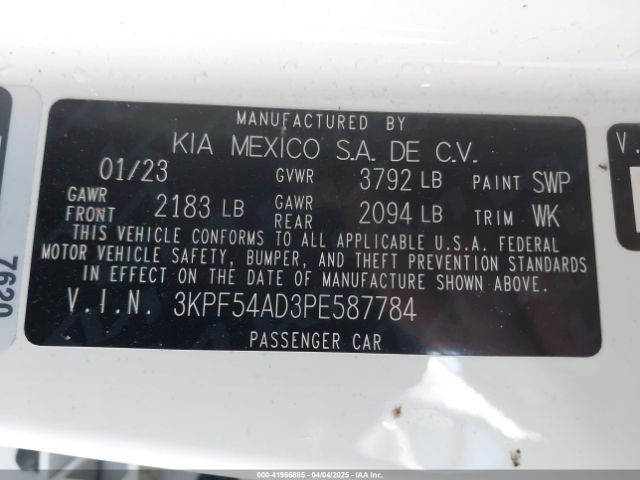 MANUFACTURED BY
KIA MEXICO S.A. DE C.V.
01/23 GVWR 3792 LB PAINT SWP
GAWR FRONT 2183 LB GAWR REAR 2094 LB TRIM WK
THIS VEHICLE CONFORMS TO ALL APPLICABLE U.S.A. FEDERAL
MOTOR VEHICLE SAFETY, BUMPER, AND THEFT PREVENTION STANDARDS
IN EFFECT ON THE DATE OF MANUFACTURE SHOWN ABOVE.
V.I.N. 3KPF54AD3PE587784
PASSENGER CAR
7620
V.
00-41966885 - 04/04/2025 - IAA Inc.